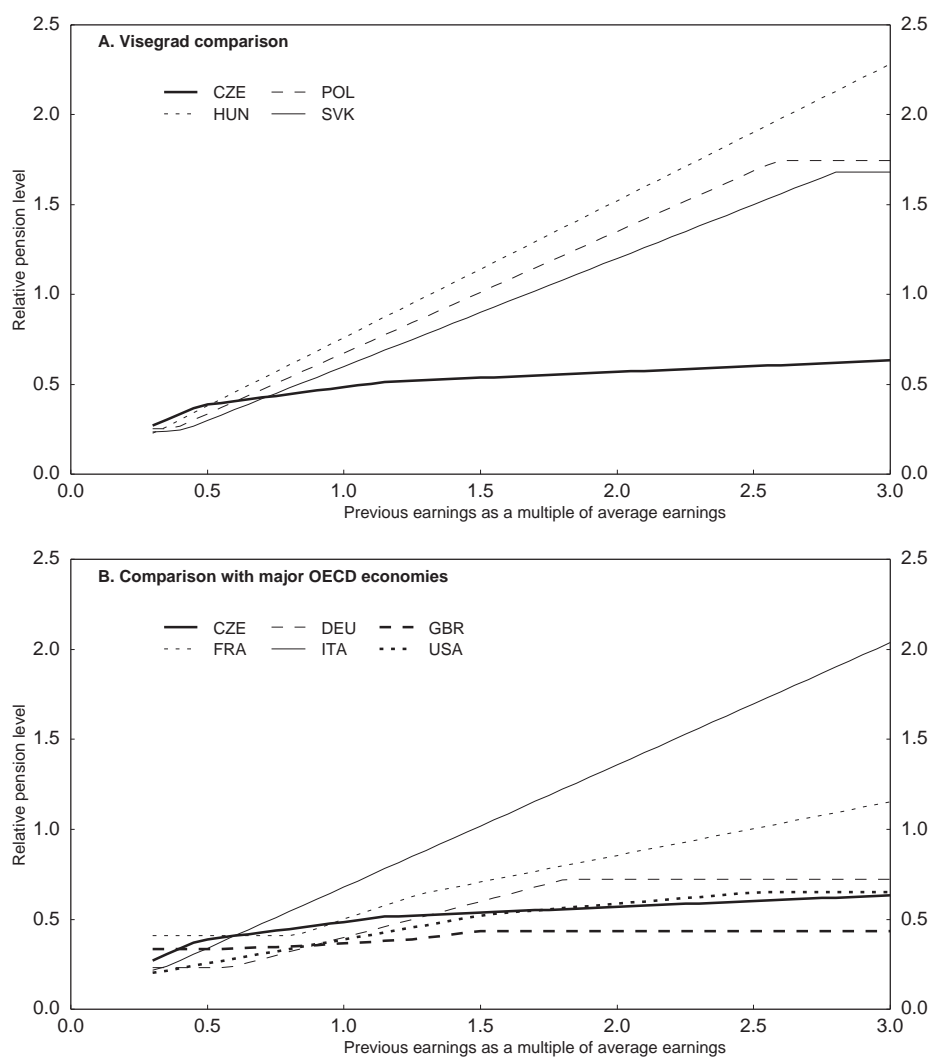 A. Visegrad comparison
CZE POL
HUN SVK
Relative pension level
2.5 2.5
2.0 2.0
1.5 1.5
1.0 1.0
0.5 0.5
0.0 0.0
0.0 0.5 1.0 1.5 2.0 2.5 3.0
Previous earnings as a multiple of average earnings
B. Comparison with major OECD economies
CZE DEU GBR
FRA ITA USA
Relative pension level
2.5 2.5
2.0 2.0
1.5 1.5
1.0 1.0
0.5 0.5
0.0 0.0
0.0 0.5 1.0 1.5 2.0 2.5 3.0
Previous earnings as a multiple of average earnings